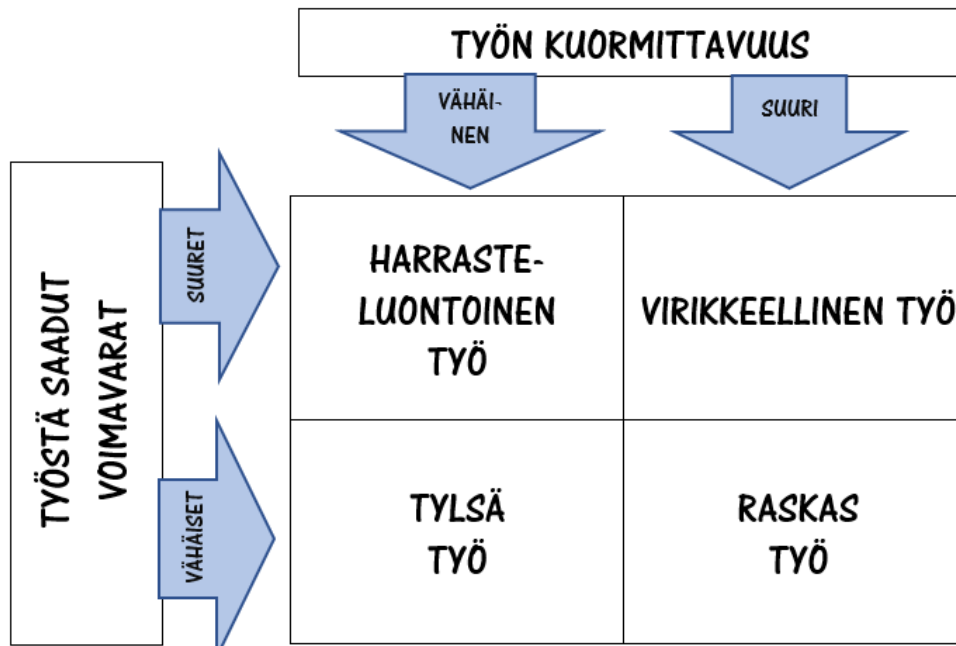 TYÖN KUORMITTAVUUS
VÄHÄI-
NEN
SUURI
TYÖSTÄ SAADUT
VOIMAVARAT
SUURET
HARRASTE-
LUONTOINEN
TYÖ
VIRIKKEELLINEN TYÖ
VÄHÄISET
TYLSÄ
TYÖ
RASKAS
TYÖ